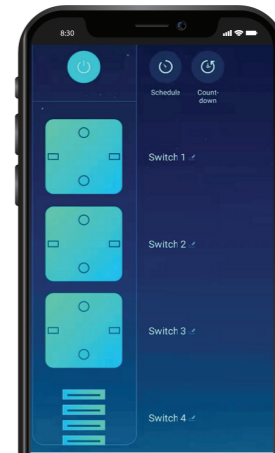 8:30
Schedule
Count-
down
Switch 1
Switch 2
Switch 3
Switch 4